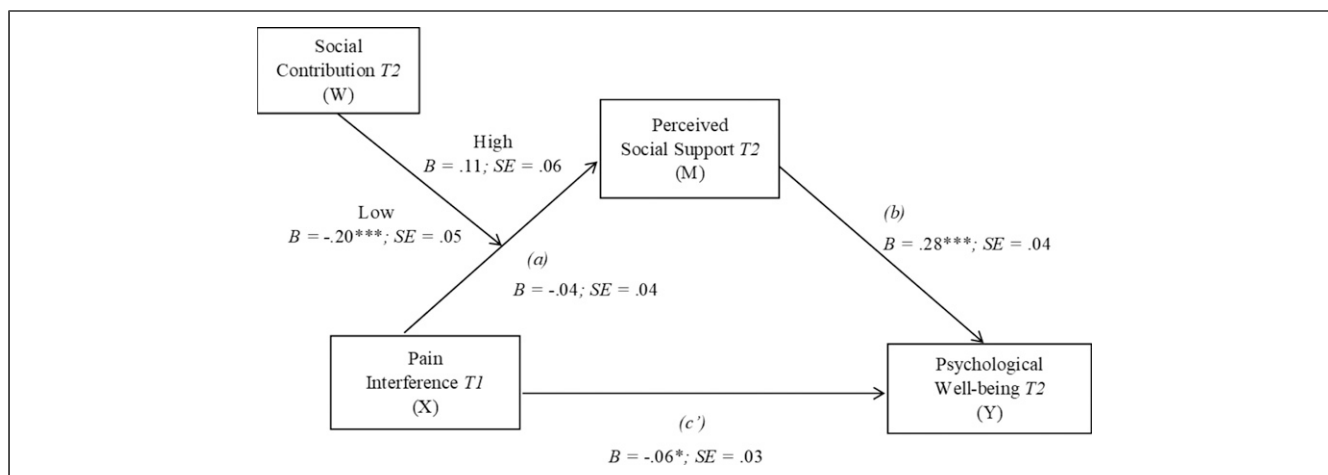 Social
Contribution T2
(W)
High
B = .11; SE = .06
Perceived
Social Support T2
(M)
Low
B = -.20***; SE = .05
(a)
B = -.04; SE = .04
(b)
B = .28***; SE = .04
Pain
Interference T1
(X)
Psychological
Well-being T2
(Y)
(c’)
B = -.06*; SE = .03